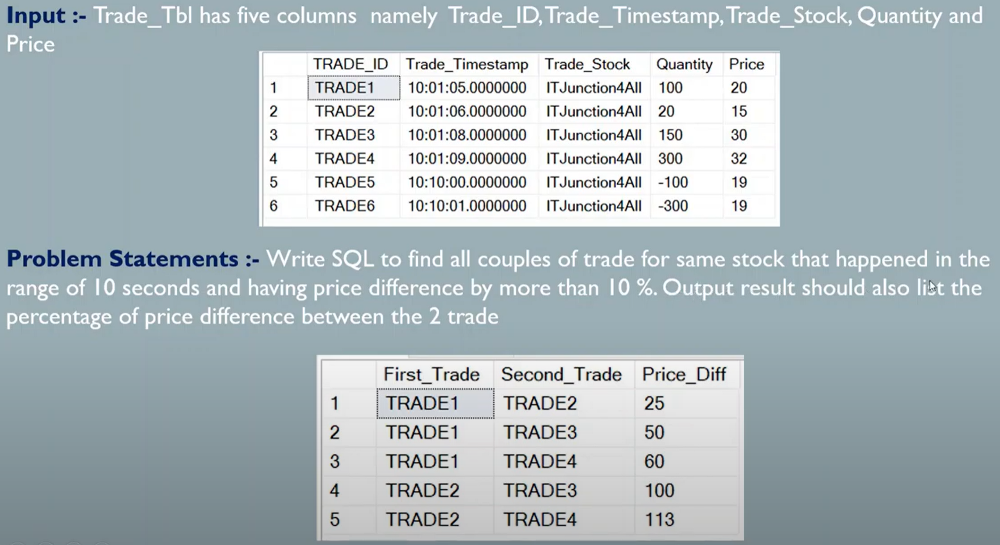 Input :- Trade_Tbl has five columns namely Trade_ID,Trade_Timestamp,Trade_Stock, Quantity and
Price
TRADE_ID Trade_Timestamp Trade_Stock Quantity Price
1 TRADE1 10:01:05.0000000 ITJunction4All 100 20
2 TRADE2 10:01:06.0000000 ITJunction4All 20 15
3 TRADE3 10:01:08.0000000 ITJunction4All 150 30
4 TRADE4 10:01:09.0000000 ITJunction4All 300 32
5 TRADE5 10:10:00.0000000 ITJunction4All -100 19
6 TRADE6 10:10:01.0000000 ITJunction4All -300 19
Problem Statements :- Write SQL to find all couples of trade for same stock that happened in the
range of 10 seconds and having price difference by more than 10 %. Output result should also list the
percentage of price difference between the 2 trade
First_Trade Second_Trade Price_Diff
1 TRADE1 TRADE2 25
2 TRADE1 TRADE3 50
3 TRADE1 TRADE4 60
4 TRADE2 TRADE3 100
5 TRADE2 TRADE4 113